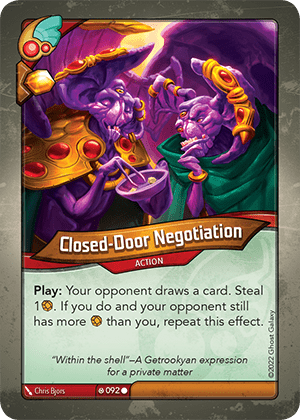 Closed-Door Negotiation
ACTION
Play: Your opponent draws a card. Steal
1. If you do and your opponent still
has more than you, repeat this effect.
"Within the shell"–A Getrookyan expression
for a private matter
Chris Bjors
092
©2022 Ghost Galaxy